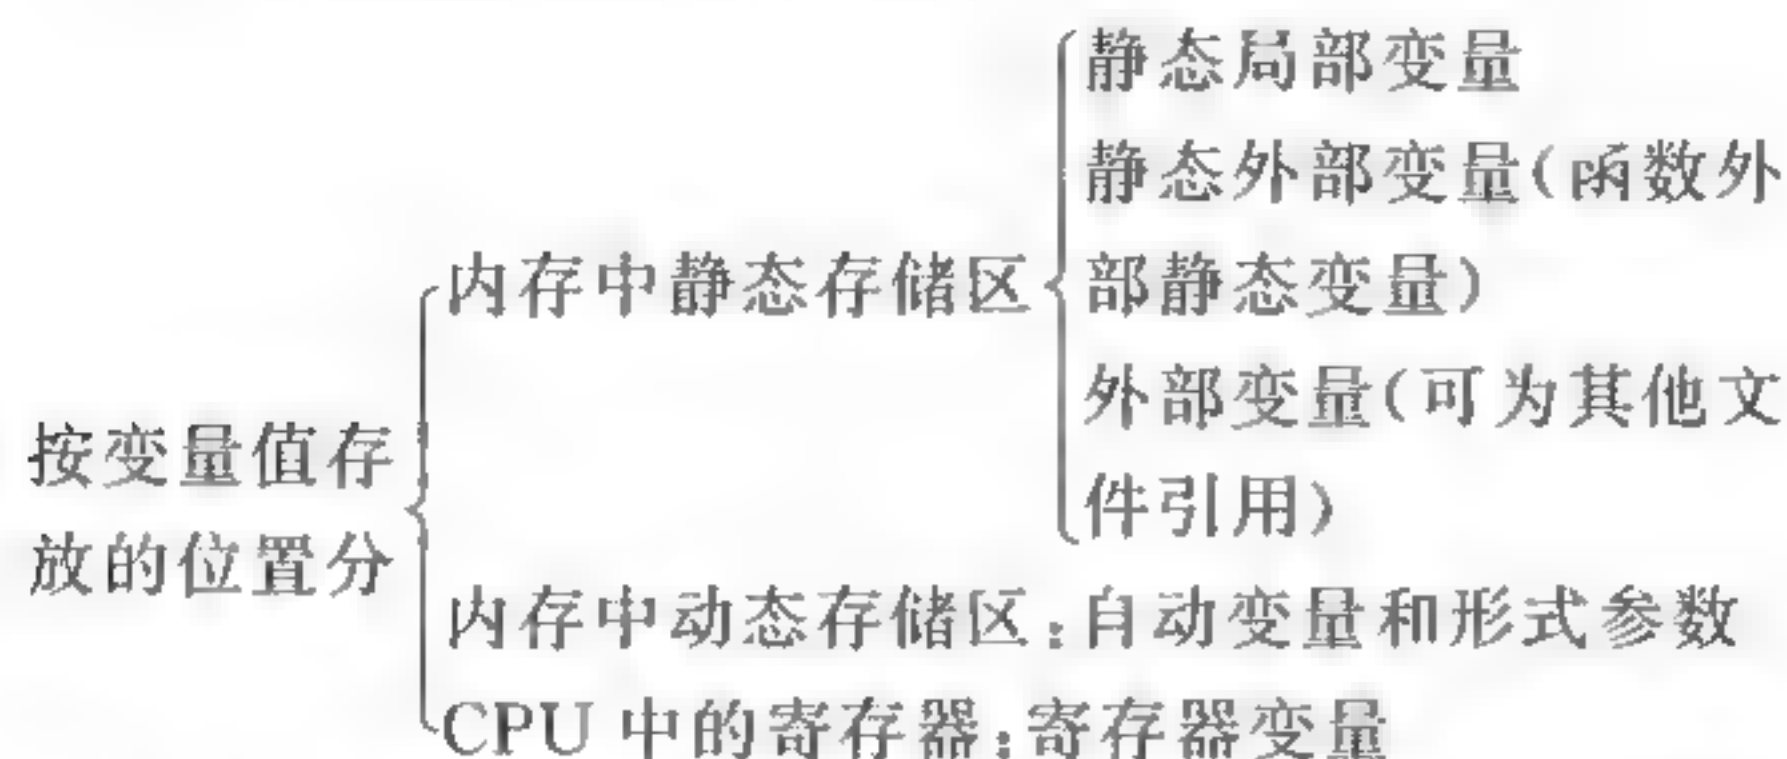 静态局部变量
静态外部变量(函数外
内存中静态存储区
部静态变量)
外部变量(可为其他文
按变量值存
件引用)
放的位置分
内存中动态存储区:自动变量和形式参数
CPU 中的寄存器:寄存器变量